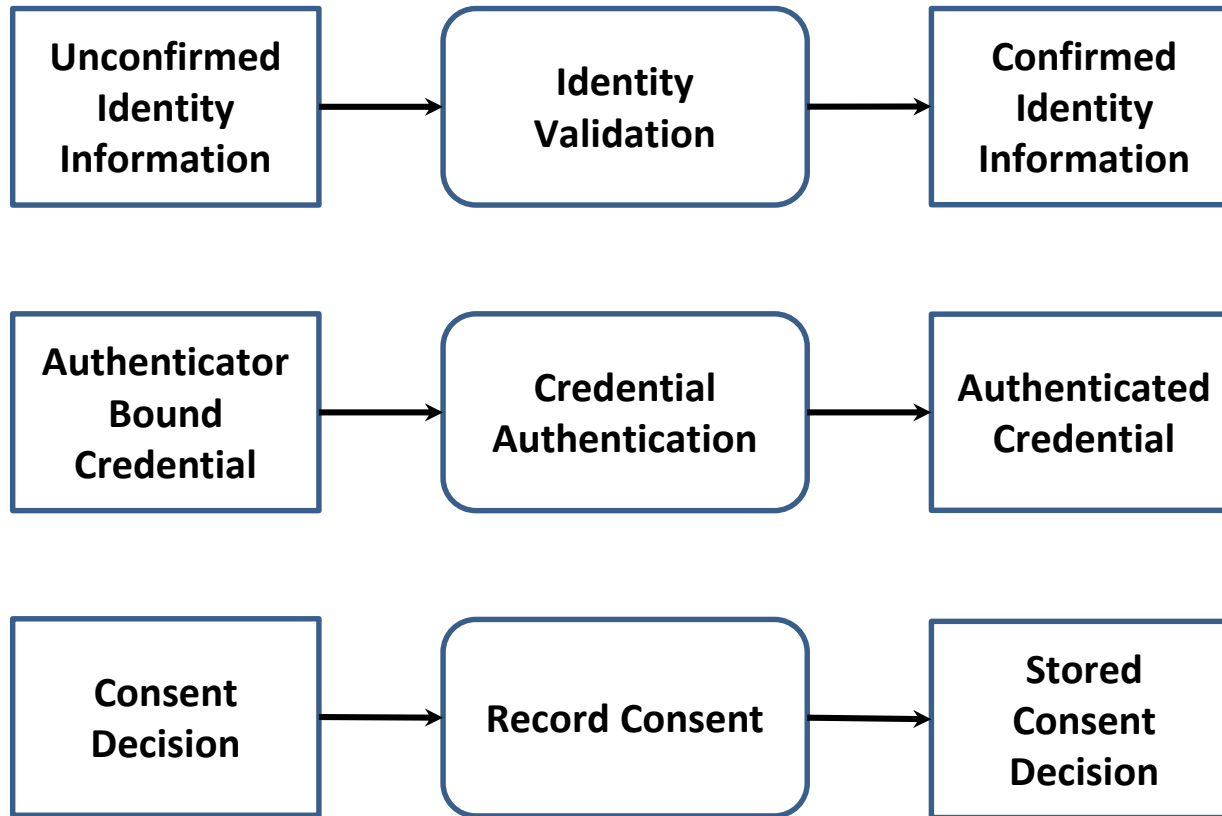 Unconfirmed
Identity
Information
Identity
Validation
Confirmed
Identity
Information
Authenticator
Bound
Credential
Credential
Authentication
Authenticated
Credential
Consent
Decision
Record Consent
Stored
Consent
Decision